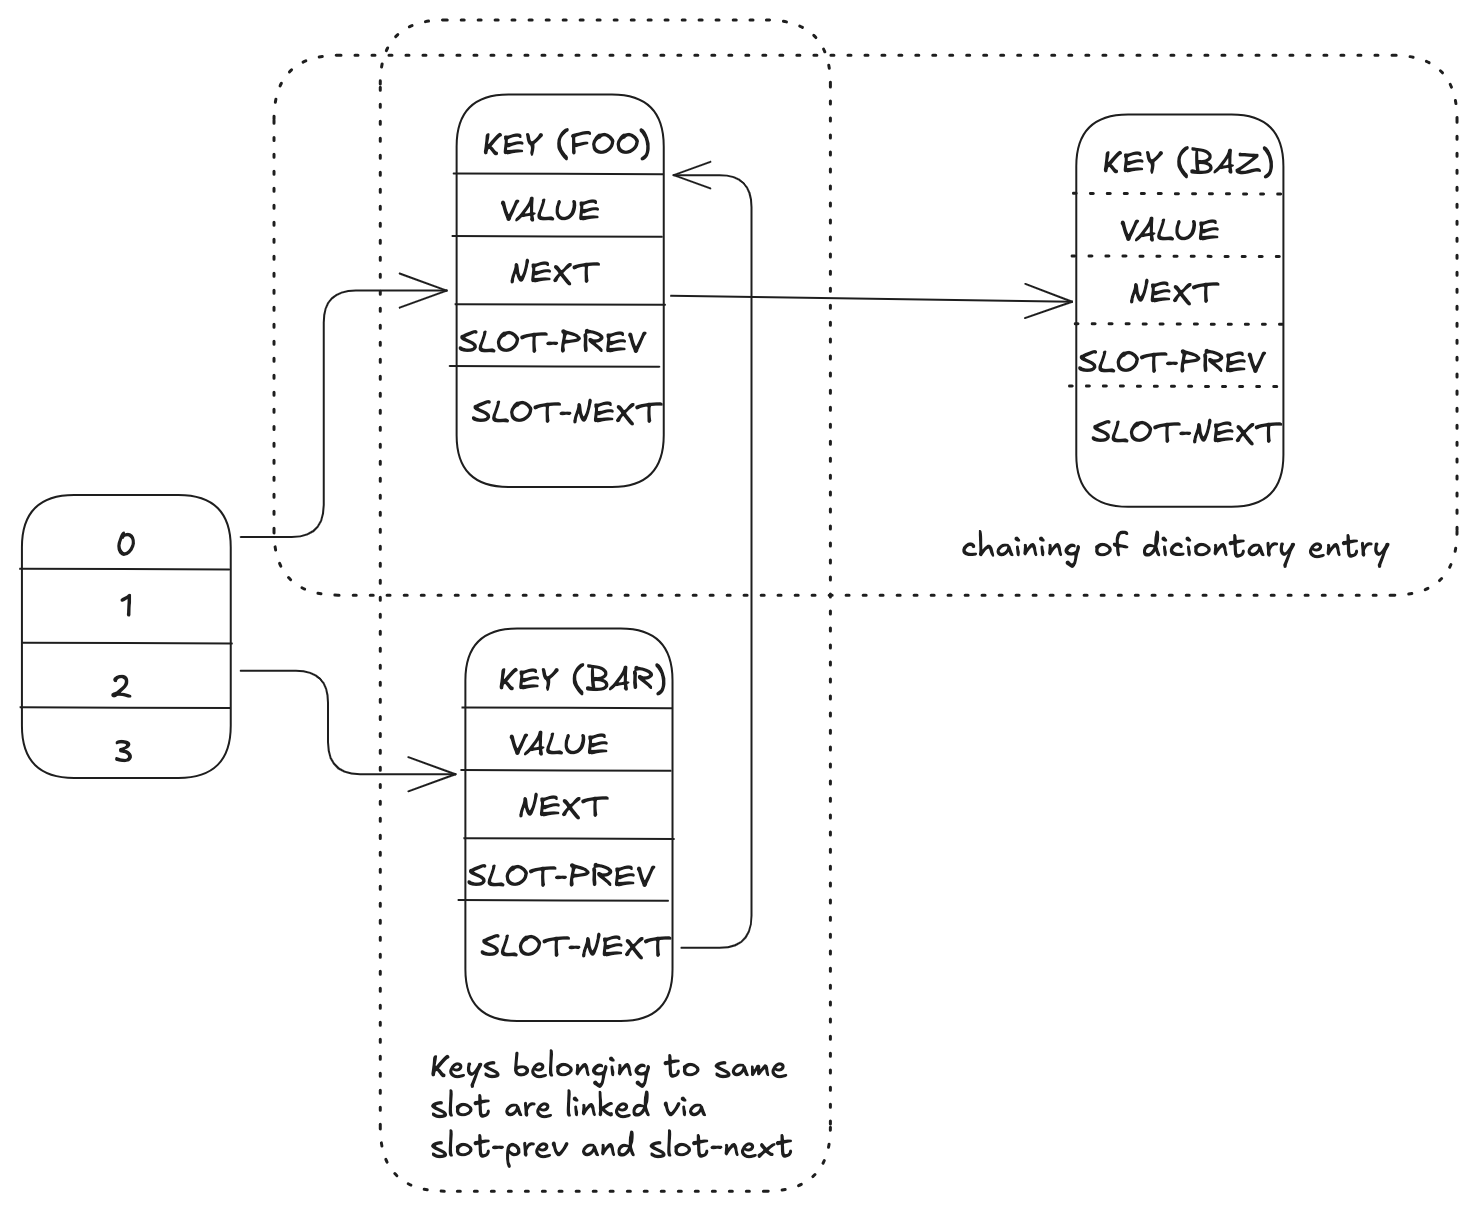 KEY (FOO)
VALUE
NEXT
SLOT-PREV
SLOT-NEXT
KEY (BAZ)
VALUE
NEXT
SLOT-PREV
SLOT-NEXT
chaining of diciontary entry
0
1
2
3
KEY (BAR)
VALUE
NEXT
SLOT-PREV
SLOT-NEXT
Keys belonging to same
slot are linked via
slot-prev and slot-next